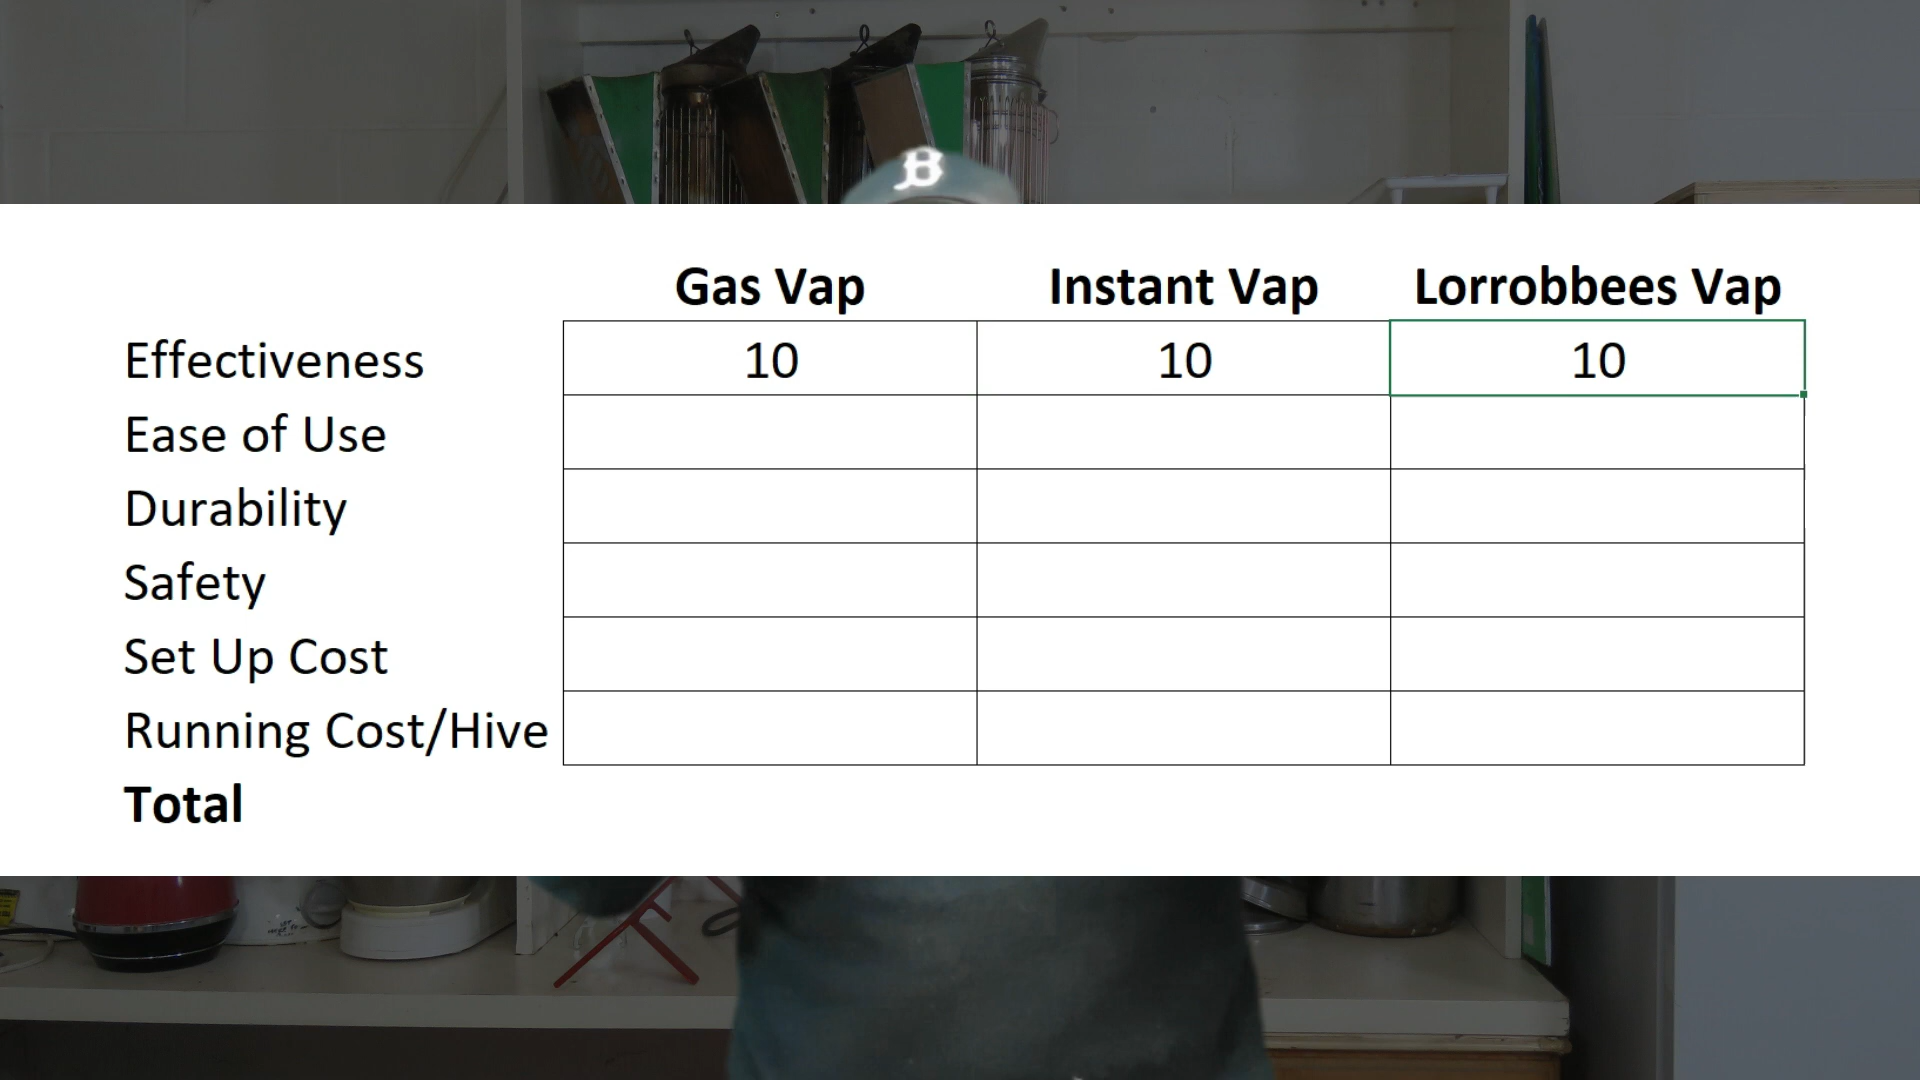 B
Gas Vap Instant Vap Lorrobbees Vap
Effectiveness 10 10 10
Ease of Use
Durability
Safety
Set Up Cost
Running Cost/Hive
Total